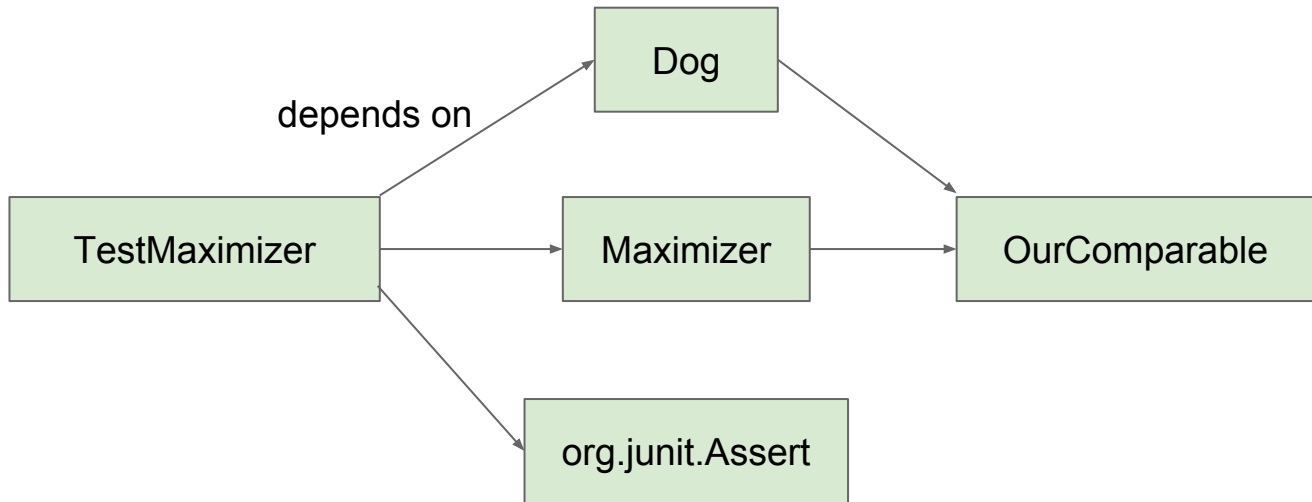 Dog
depends on
TestMaximizer
Maximizer
OurComparable
org.junit.Assert